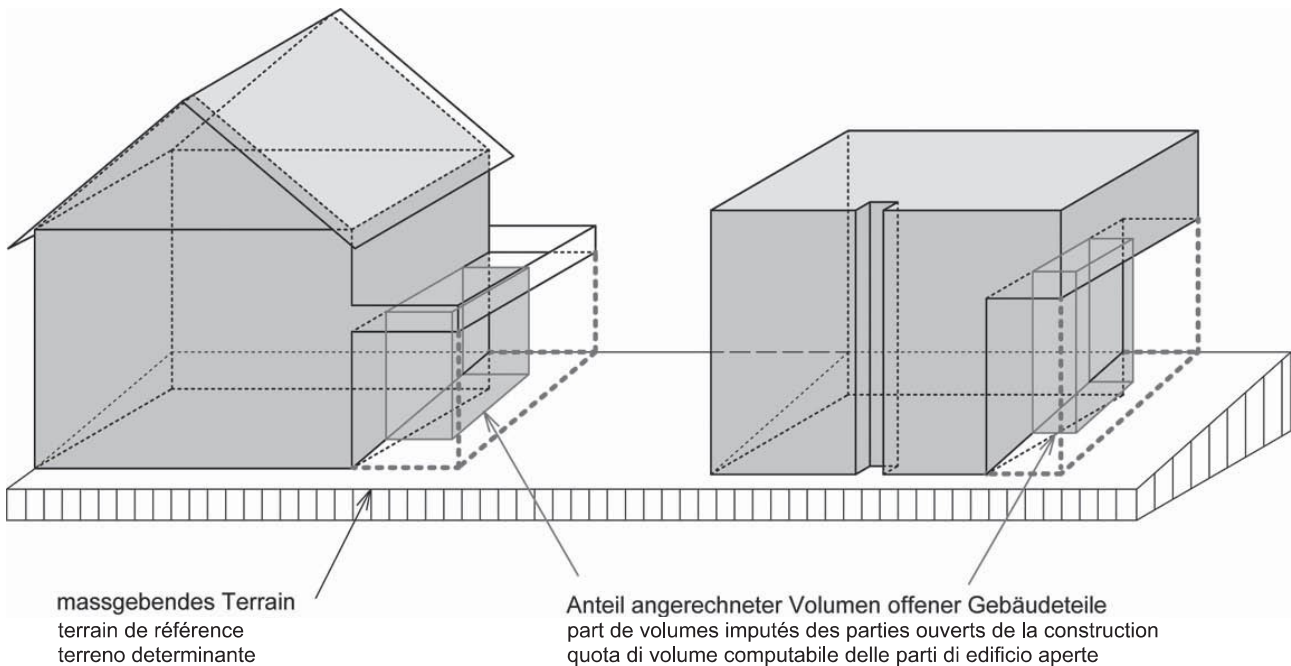 massgebendes Terrain
terrain de référence
terreno determinante
Anteil angerechneter Volumen offener Gebäudeteile
part de volumes imputés des parties ouverts de la construction
quota di volume computabile delle parti di edificio aperte